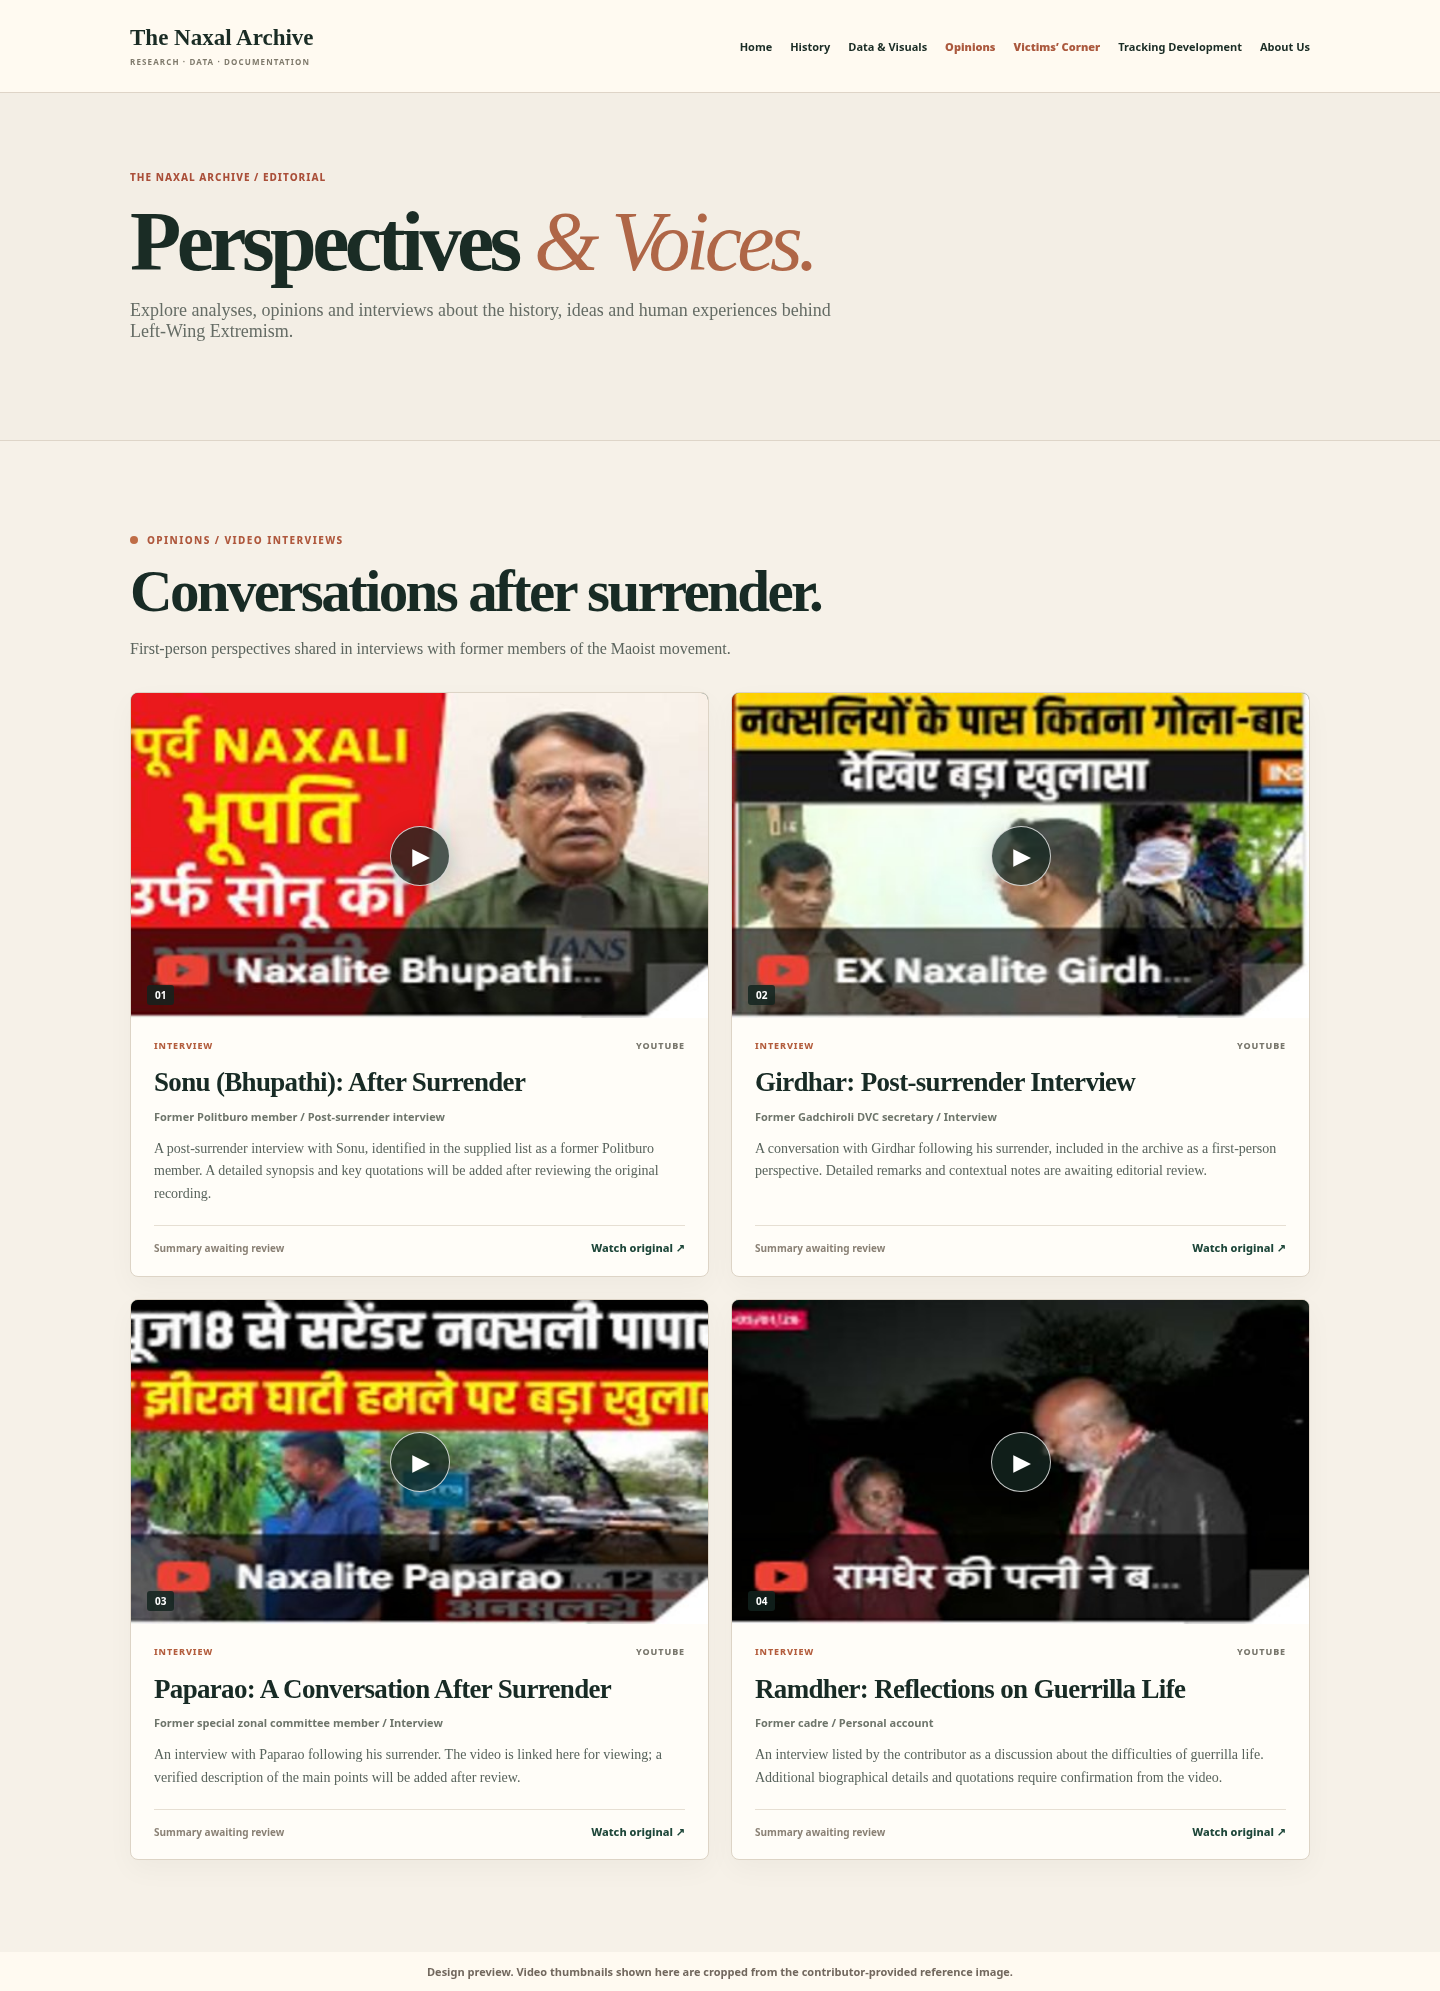 The Naxal Archive
RESEARCH · DATA · DOCUMENTATION
Home History Data & Visuals Opinions Victims’ Corner Tracking Development About Us
THE NAXAL ARCHIVE / EDITORIAL
Perspectives & Voices.
Explore analyses, opinions and interviews about the history, ideas and human experiences behind
Left-Wing Extremism.
OPINIONS / VIDEO INTERVIEWS
Conversations after surrender.
First-person perspectives shared in interviews with former members of the Maoist movement.
पूर्व NAXALI
भूपति
उर्फ सोनू की
IANS
Naxalite Bhupathi...
01
INTERVIEW YOUTUBE
Sonu (Bhupathi): After Surrender
Former Politburo member / Post-surrender interview
A post-surrender interview with Sonu, identified in the supplied list as a former Politburo
member. A detailed synopsis and key quotations will be added after reviewing the original
recording.
Summary awaiting review Watch original ↗
नक्सलियों के पास कितना गोला-बार
देखिए बड़ा खुलासा
EX Naxalite Girdh...
02
INTERVIEW YOUTUBE
Girdhar: Post-surrender Interview
Former Gadchiroli DVC secretary / Interview
A conversation with Girdhar following his surrender, included in the archive as a first-person
perspective. Detailed remarks and contextual notes are awaiting editorial review.
Summary awaiting review Watch original ↗
यूज18 से सरेंडर नक्सली पापार
झीरम घाटी हमले पर बड़ा खुला
Naxalite Paparao...
12
अनसुलझे
03
INTERVIEW YOUTUBE
Paparao: A Conversation After Surrender
Former special zonal committee member / Interview
An interview with Paparao following his surrender. The video is linked here for viewing; a
verified description of the main points will be added after review.
Summary awaiting review Watch original ↗
रामधेर की पत्नी ने ब...
04
INTERVIEW YOUTUBE
Ramdher: Reflections on Guerrilla Life
Former cadre / Personal account
An interview listed by the contributor as a discussion about the difficulties of guerrilla life.
Additional biographical details and quotations require confirmation from the video.
Summary awaiting review Watch original ↗
Design preview. Video thumbnails shown here are cropped from the contributor-provided reference image.